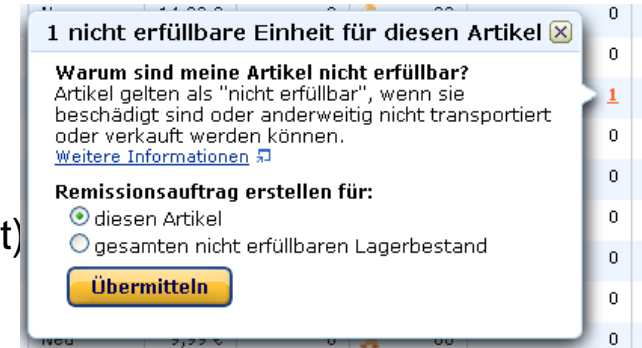 1 nicht erfüllbare Einheit für diesen Artikel
Warum sind meine Artikel nicht erfüllbar?
Artikel gelten als "nicht erfüllbar", wenn sie
beschädigt sind oder anderweitig nicht transportiert
oder verkauft werden können.
Weitere Informationen
Remissionsauftrag erstellen für:
diesen Artikel
gesamten nicht erfüllbaren Lagerbestand
Übermitteln
t)
0
0
1
0
0
0
0
0
0